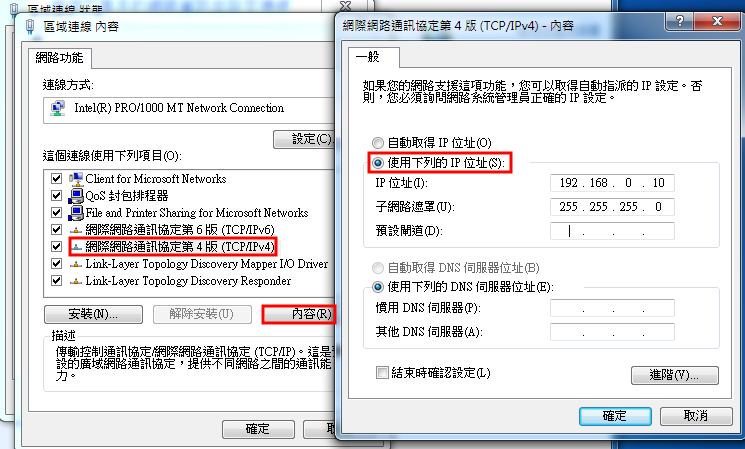 區域連線 狀態
區域連線 內容
網路功能
連線方式:
Intel(R) PRO/1000 MT Network Connection
設定(C)
這個連線使用下列項目(O):
Client for Microsoft Networks
QoS 封包排程器
File and Printer Sharing for Microsoft Networks
網際網路通訊協定第 6 版 (TCP/IPv6)
網際網路通訊協定第 4 版 (TCP/IPv4)
Link-Layer Topology Discovery Mapper I/O Driver
Link-Layer Topology Discovery Responder
安裝(N)...
解除安裝(U)
內容(R)
描述
傳輸控制通訊協定/網際網路通訊協定 (TCP/IP)。這是
設的廣域網路通訊協定，提供不同網路之間的通訊能
力。
確定
網際網路通訊協定第 4 版 (TCP/IPv4) - 內容
一般
如果您的網路支援這項功能，您可以取得自動指派的 IP 設定。否
則，您必須詢問網路系統管理員正確的 IP 設定。
自動取得 IP 位址(O)
使用下列的 IP 位址(S):
IP 位址(I):
192 . 168 . 0 . 10
子網路遮罩(U):
255 . 255 . 255 . 0
預設閘道(D):
. . .
自動取得 DNS 伺服器位址(B)
使用下列的 DNS 伺服器位址(E):
慣用 DNS 伺服器(P):
. . .
其他 DNS 伺服器(A):
. . .
結束時確認設定(L)
進階(V)...
確定
取消